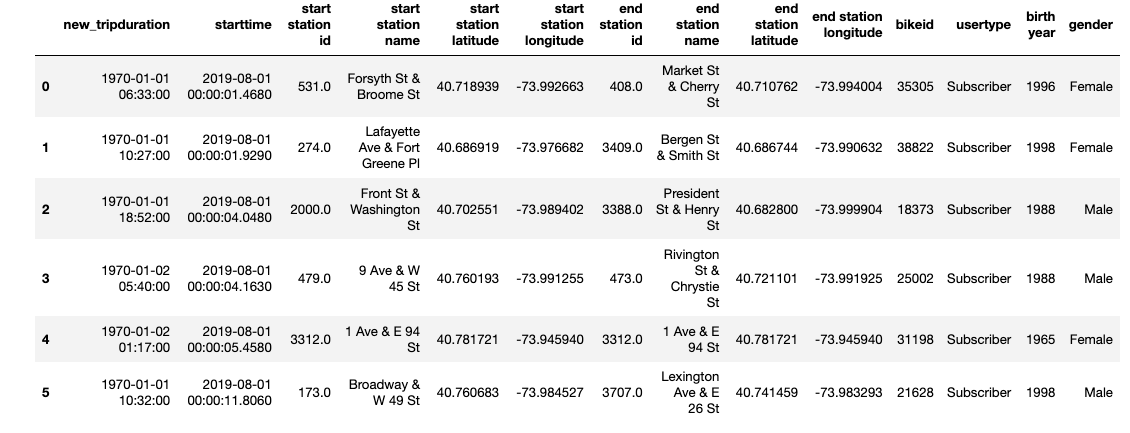 new_tripduration starttime start station id start station name start station latitude start station longitude end station id end station name end station latitude end station longitude bikeid usertype birth year gender
0 1970-01-01 06:33:00 2019-08-01 00:00:01.4680 531.0 Forsyth St & Broome St 40.718939 -73.992663 408.0 Market St & Cherry St 40.710762 -73.994004 35305 Subscriber 1996 Female
1 1970-01-01 10:27:00 2019-08-01 00:00:01.9290 274.0 Lafayette Ave & Fort Greene Pl 40.686919 -73.976682 3409.0 Bergen St & Smith St 40.686744 -73.990632 38822 Subscriber 1998 Female
2 1970-01-01 18:52:00 2019-08-01 00:00:04.0480 2000.0 Front St & Washington St 40.702551 -73.989402 3388.0 President St & Henry St 40.682800 -73.999904 18373 Subscriber 1988 Male
3 1970-01-02 05:40:00 2019-08-01 00:00:04.1630 479.0 9 Ave & W 45 St 40.760193 -73.991255 473.0 Rivington St & Chrystie St 40.721101 -73.991925 25002 Subscriber 1988 Male
4 1970-01-02 01:17:00 2019-08-01 00:00:05.4580 3312.0 1 Ave & E 94 St 40.781721 -73.945940 3312.0 1 Ave & E 94 St 40.781721 -73.945940 31198 Subscriber 1965 Female
5 1970-01-01 10:32:00 2019-08-01 00:00:11.8060 173.0 Broadway & W 49 St 40.760683 -73.984527 3707.0 Lexington Ave & E 26 St 40.741459 -73.983293 21628 Subscriber 1998 Male